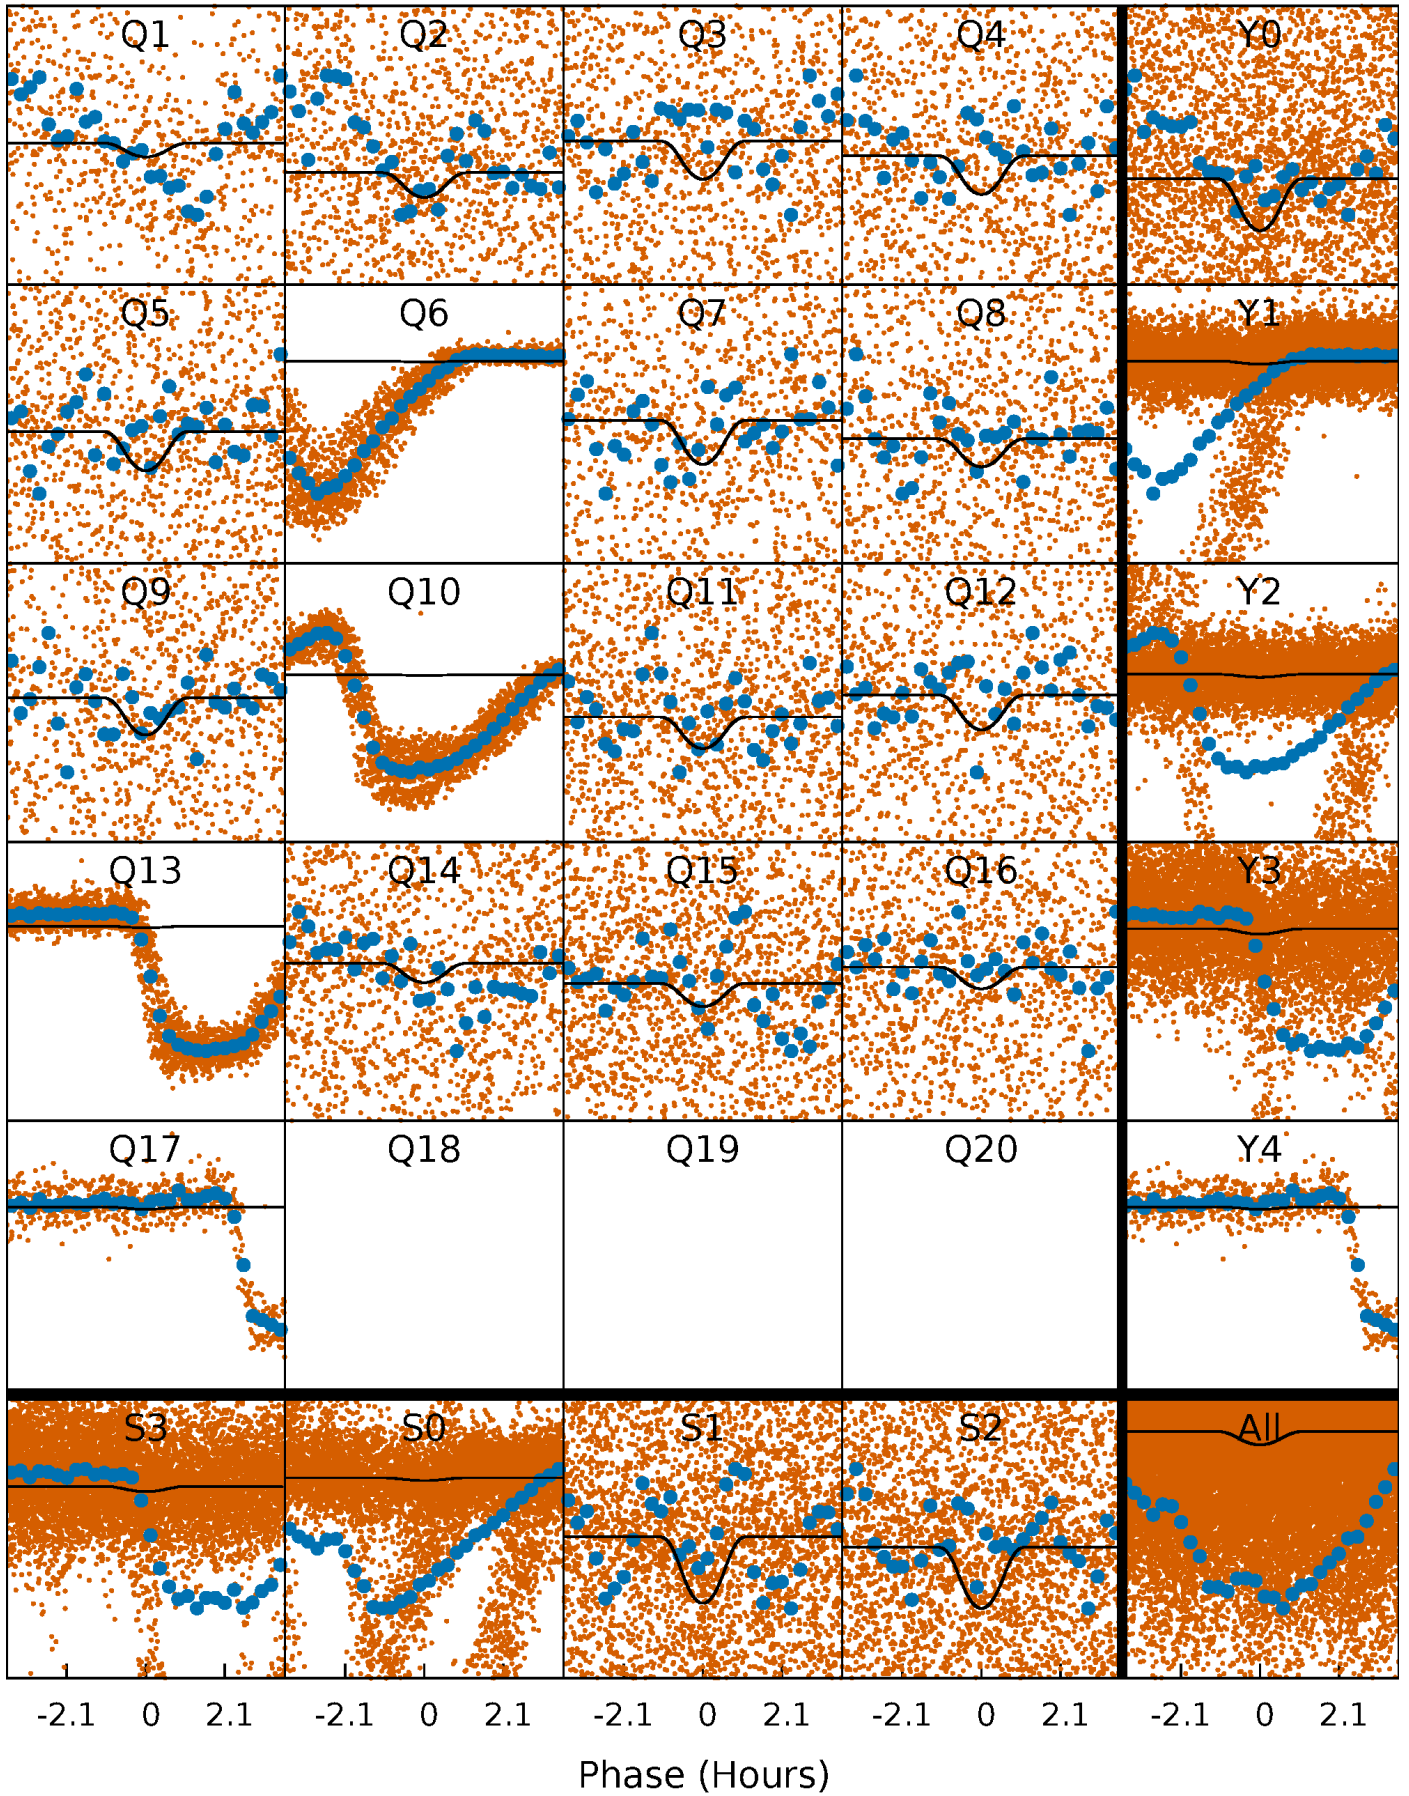 Q1 Q2 Q3 Q4 Y0
Q5 Q6 Q7 Q8 Y1
Q9 Q10 Q11 Q12 Y2
Q13 Q14 Q15 Q16 Y3
Q17 Q18 Q19 Q20 Y4
S3 S0 S1 S2 All
-2.1 0 2.1 -2.1 0 2.1 -2.1 0 2.1 -2.1 0 2.1 -2.1 0 2.1
Phase (Hours)